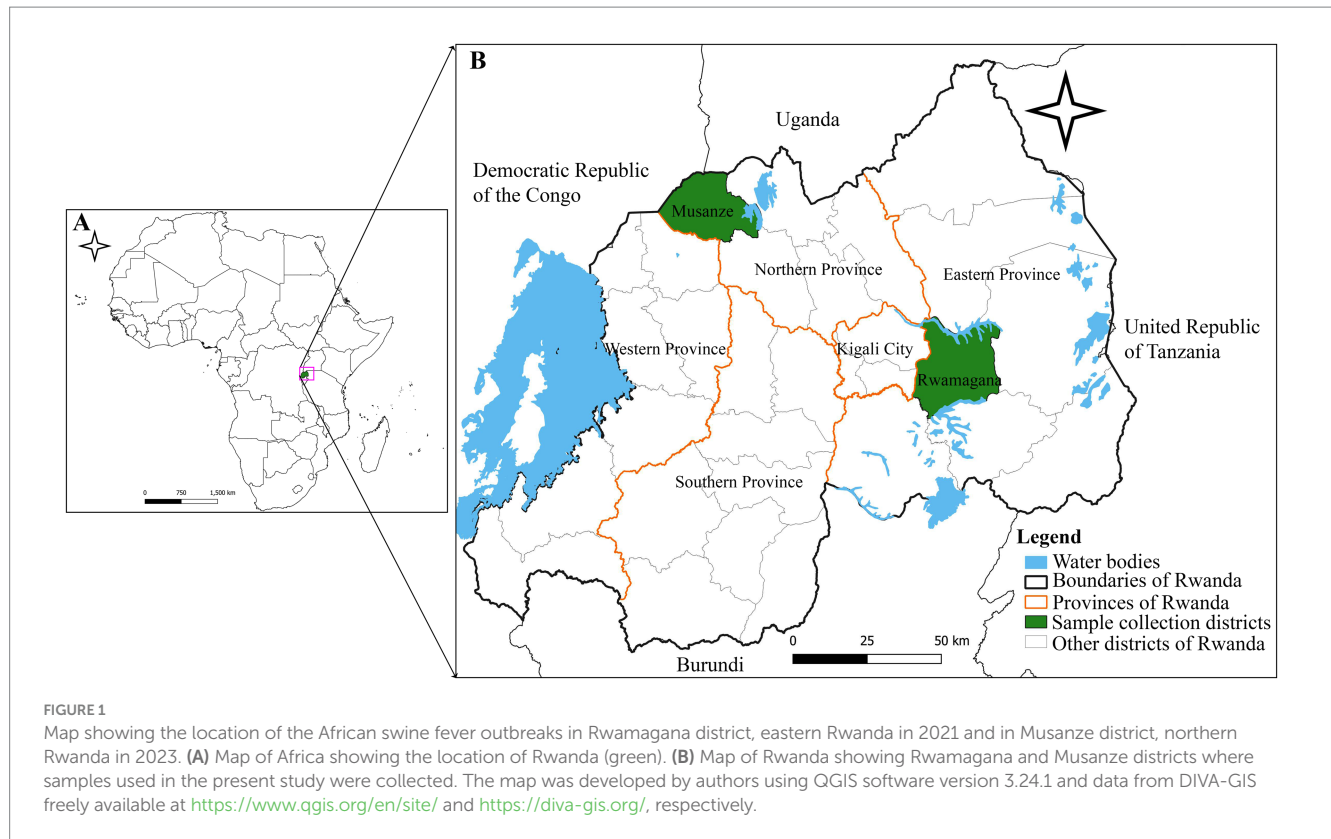 A
0 750 1,500 km
B
Uganda
Democratic Republic
of the Congo
Musanze
Northern Province
Eastern Province
United Republic
of Tanzania
Western Province
Kigali City
Rwamagana
Southern Province
Burundi
Legend
Water bodies
Boundaries of Rwanda
Provinces of Rwanda
Sample collection districts
Other districts of Rwanda
0 25 50 km
FIGURE 1
Map showing the location of the African swine fever outbreaks in Rwamagana district, eastern Rwanda in 2021 and in Musanze district, northern
Rwanda in 2023. (A) Map of Africa showing the location of Rwanda (green). (B) Map of Rwanda showing Rwamagana and Musanze districts where
samples used in the present study were collected. The map was developed by authors using QGIS software version 3.24.1 and data from DIVA-GIS
freely available at https://www.qgis.org/en/site/ and https://diva-gis.org/, respectively.